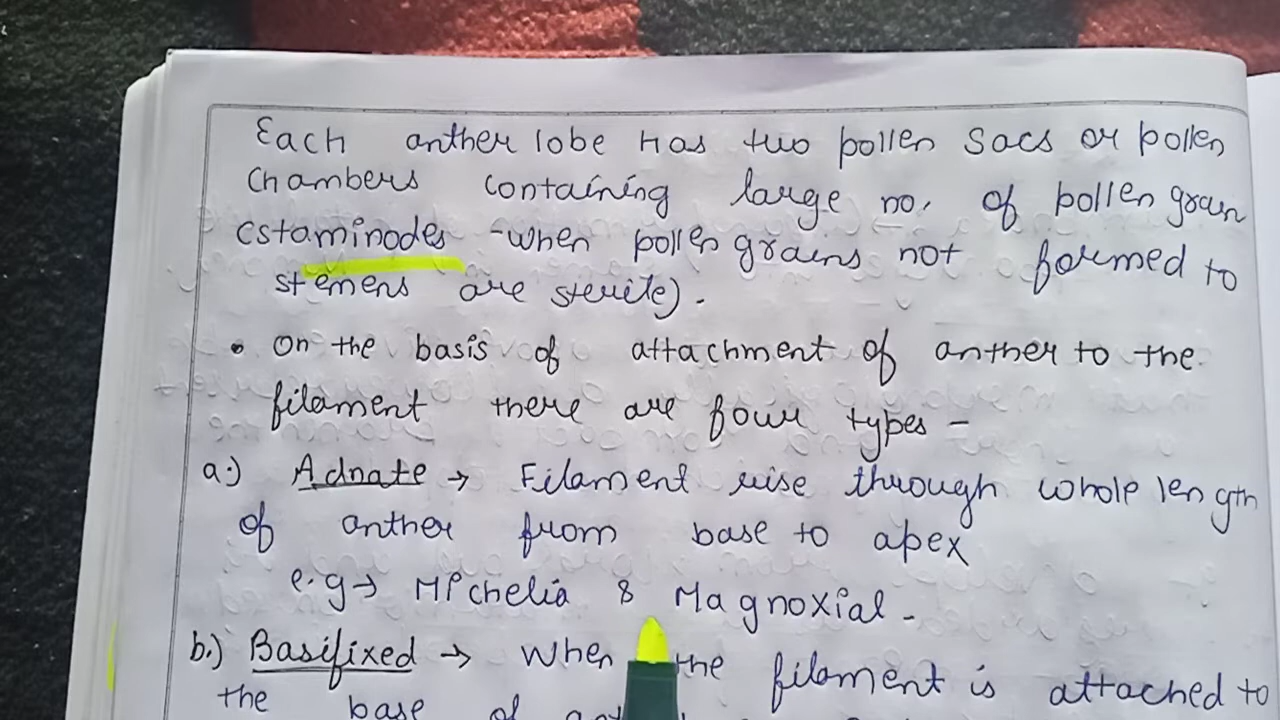 Each anther lobe has two pollen sacs or pollen
chambers containing large no. of pollen grain
(staminodes - when pollen grains not formed to
stemens are sterile).
• On the basis of attachment of anther to the
filament there are four types -
a.) Adnate → Filament rise through whole length
of anther from base to apex
e.g → Michelia & Magnoxial -
b.) Basifixed → When the filament is attached to
the base of